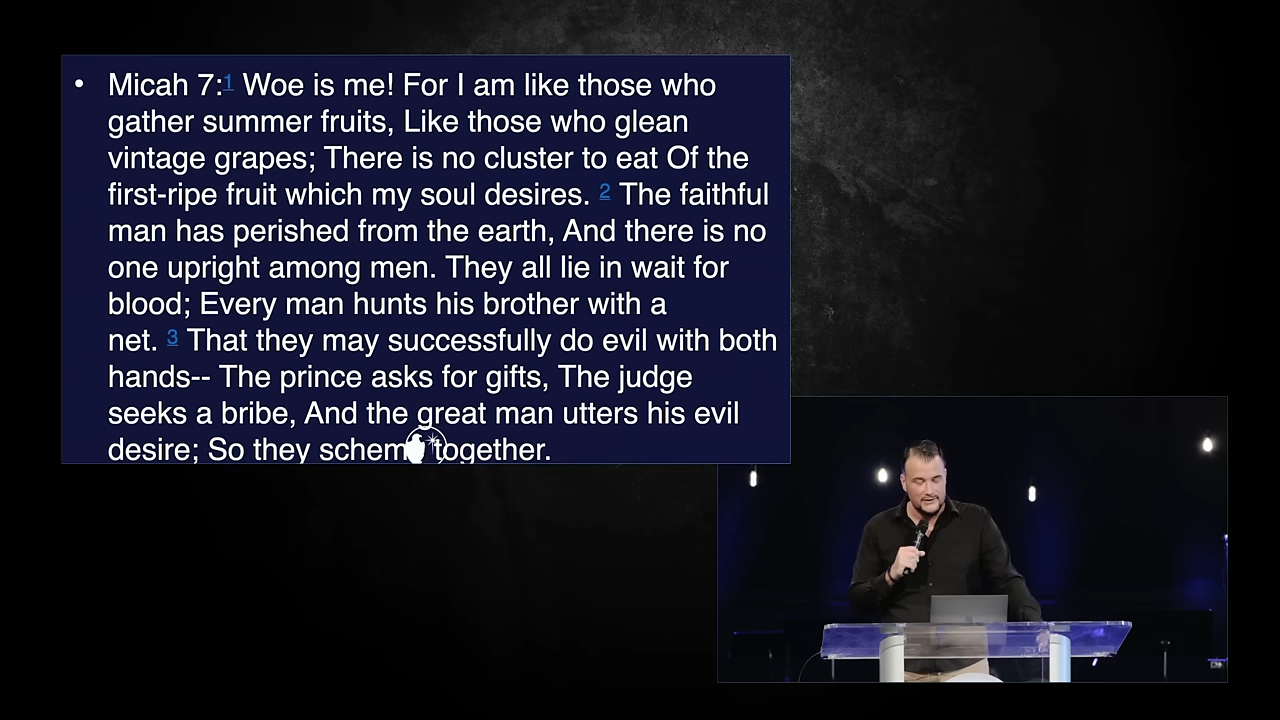 • Micah 7:1 Woe is me! For I am like those who
gather summer fruits, Like those who glean
vintage grapes; There is no cluster to eat Of the
first-ripe fruit which my soul desires. 2 The faithful
man has perished from the earth, And there is no
one upright among men. They all lie in wait for
blood; Every man hunts his brother with a
net. 3 That they may successfully do evil with both
hands-- The prince asks for gifts, The judge
seeks a bribe, And the great man utters his evil
desire; So they scheme together.